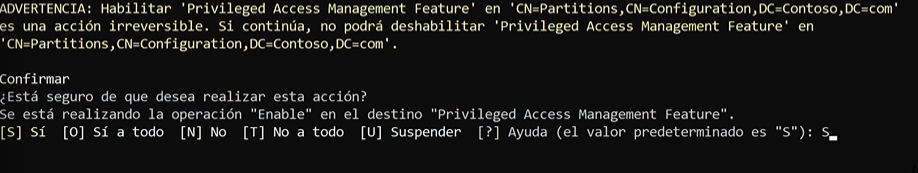 ADVERTENCIA: Habilitar 'Privileged Access Management Feature' en 'CN=Partitions,CN=Configuration,DC=Contoso,DC=com'
es una acción irreversible. Si continúa, no podrá deshabilitar 'Privileged Access Management Feature' en
'CN=Partitions,CN=Configuration,DC=Contoso,DC=com'.
Confirmar
¿Está seguro de que desea realizar esta acción?
Se está realizando la operación "Enable" en el destino "Privileged Access Management Feature".
[S] Sí  [O] Sí a todo  [N] No  [T] No a todo  [U] Suspender  [?] Ayuda (el valor predeterminado es "S"): S